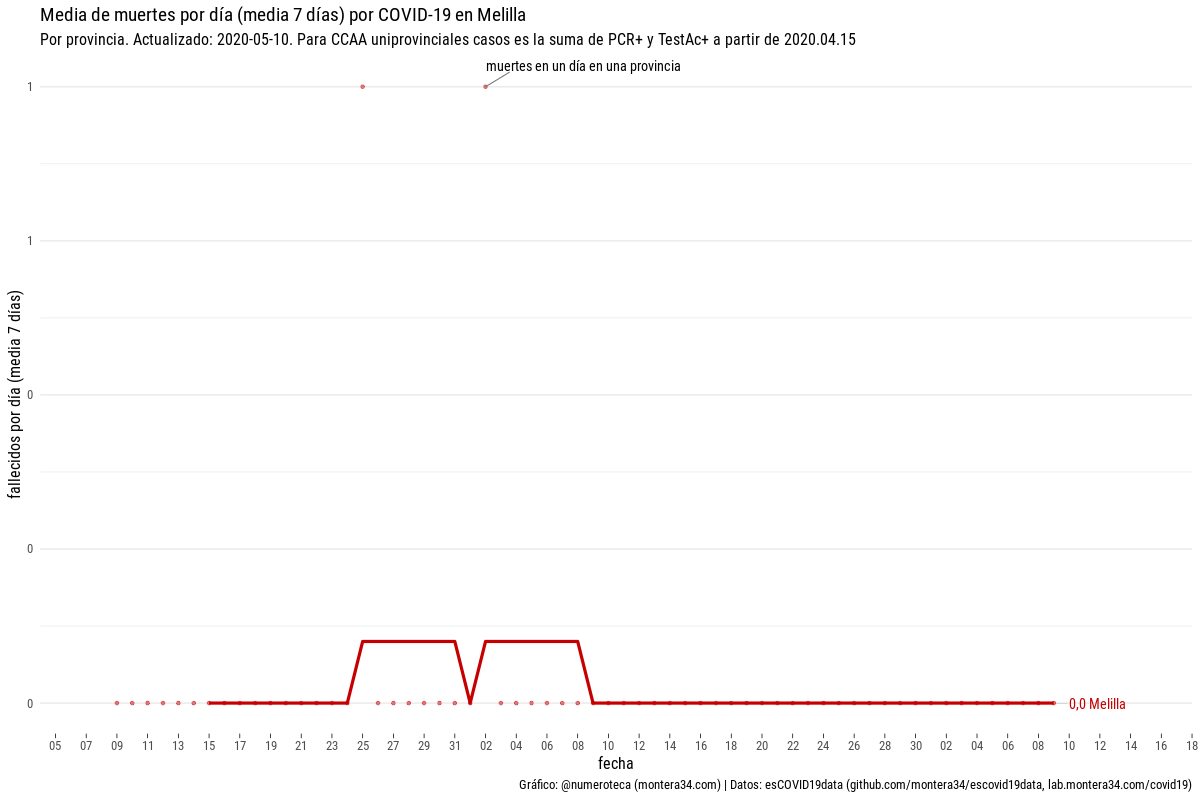 Media de muertes por día (media 7 días) por COVID-19 en Melilla
Por provincia. Actualizado: 2020-05-10. Para CCAA uniprovinciales casos es la suma de PCR+ y TestAc+ a partir de 2020.04.15
muertes en un día en una provincia
1
1
0
0
0
fallecidos por día (media 7 días)
0,0 Melilla
05 07 09 11 13 15 17 19 21 23 25 27 29 31 02 04 06 08 10 12 14 16 18 20 22 24 26 28 30 02 04 06 08 10 12 14 16 18
fecha
Gráfico: @numeroteca (montera34.com) | Datos: esCOVID19data (github.com/montera34/escovid19data, lab.montera34.com/covid19)